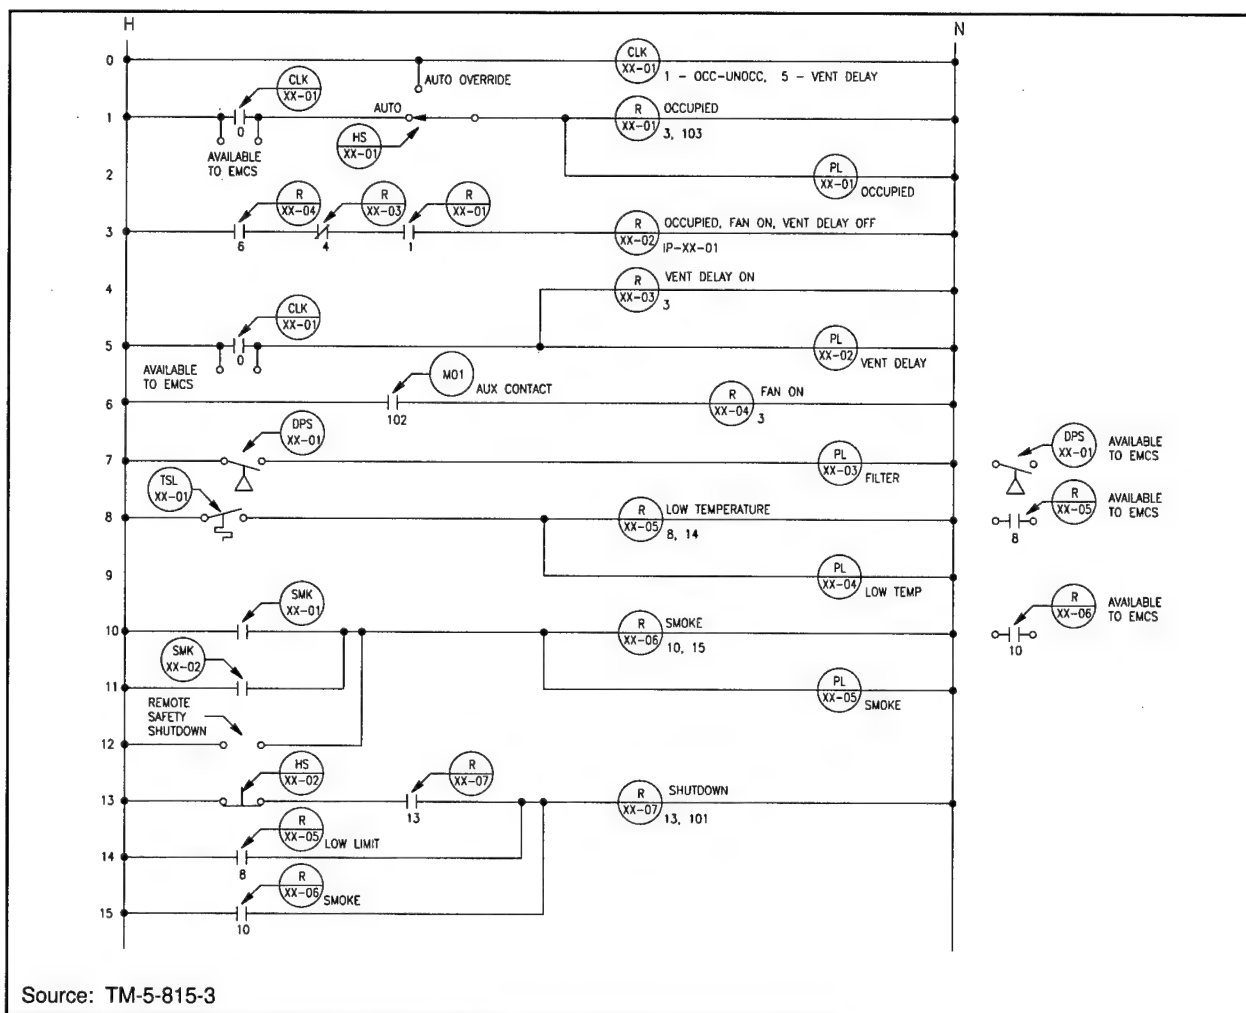 H
N
0
CLK
XX-01
1 - OCC-UNOCC, 5 - VENT DELAY
AUTO OVERRIDE
CLK
XX-01
1
0
AVAILABLE
TO EMCS
AUTO
HS
XX-01
R
XX-01
OCCUPIED
3, 103
2
PL
XX-01
OCCUPIED
R
XX-04
R
XX-03
R
XX-01
3
6
4
1
R
XX-02
OCCUPIED, FAN ON, VENT DELAY OFF
IP-XX-01
4
R
XX-03
VENT DELAY ON
3
CLK
XX-01
5
0
AVAILABLE
TO EMCS
PL
XX-02
VENT DELAY
6
M01
AUX CONTACT
102
R
XX-04
FAN ON
3
7
DPS
XX-01
PL
XX-03
FILTER
DPS
XX-01
AVAILABLE
TO EMCS
TSL
XX-01
8
R
XX-05
LOW TEMPERATURE
8, 14
R
XX-05
8
AVAILABLE
TO EMCS
9
PL
XX-04
LOW TEMP
SMK
XX-01
10
R
XX-06
SMOKE
10, 15
R
XX-06
10
AVAILABLE
TO EMCS
SMK
XX-02
11
PL
XX-05
SMOKE
REMOTE
SAFETY
SHUTDOWN
12
HS
XX-02
R
XX-07
13
13
R
XX-07
SHUTDOWN
13, 101
R
XX-05
LOW LIMIT
14
8
R
XX-06
SMOKE
15
10
Source: TM-5-815-3